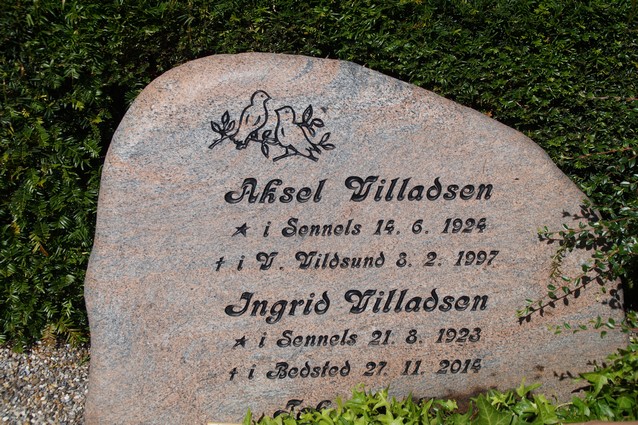 Aksel Villadsen
★ i Sennels 14. 6. 1924
† i V. Vildsund 3. 2. 1997
Ingrid Villadsen
★ i Sennels 21. 8. 1923
† i Bedsted 27. 11. 2014